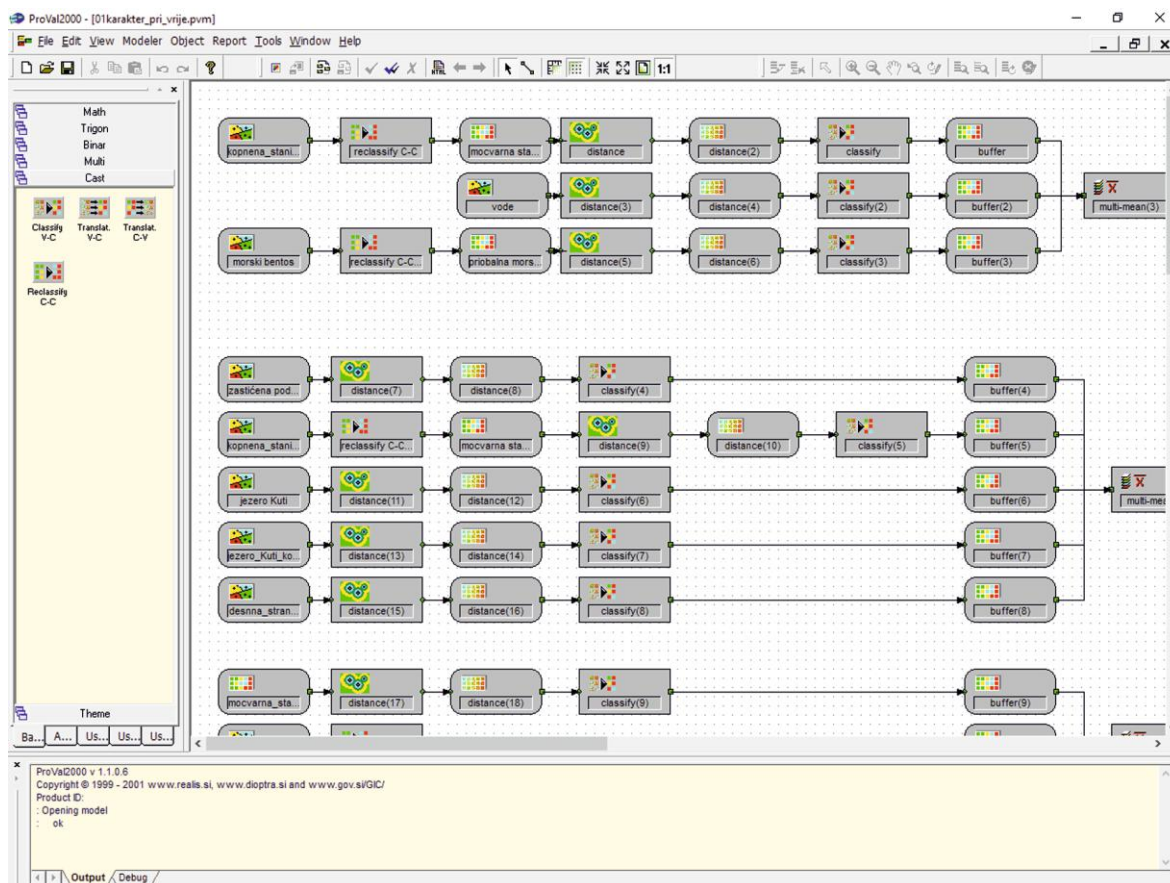 ProVal2000 - [01karakter_pri_vrije.pvm]
File Edit View Modeler Object Report Tools Window Help
1:1
Math
Trigon
Binar
Multi
Cast
Classify V-C
Translat. V-C
Translat. C-V
Reclassify C-C
Theme
Ba... A... Us... Us... Us...
kopnena_stani... reclassify C-C mocvarna sta... distance distance(2) classify buffer
vode distance(3) distance(4) classify(2) buffer(2) multi-mean(3)
morski bentos reclassify C-C... priobalna mors... distance(5) distance(6) classify(3) buffer(3)
zastićena pod... distance(7) distance(8) classify(4) buffer(4)
kopnena_stani... reclassify C-C... mocvarna sta... distance(9) distance(10) classify(5) buffer(5)
jezero Kuti distance(11) distance(12) classify(6) buffer(6) multi-mea
jezero_Kuti_ko... distance(13) distance(14) classify(7) buffer(7)
desnna_stran... distance(15) distance(16) classify(8) buffer(8)
mocvarna_sta... distance(17) distance(18) classify(9) buffer(9)
ProVal2000 v 1.1.0.6
Copyright © 1999 - 2001 www.realis.si, www.dioptra.si and www.gov.si/GIC/
Product ID:
: Opening model
: ok
Output Debug